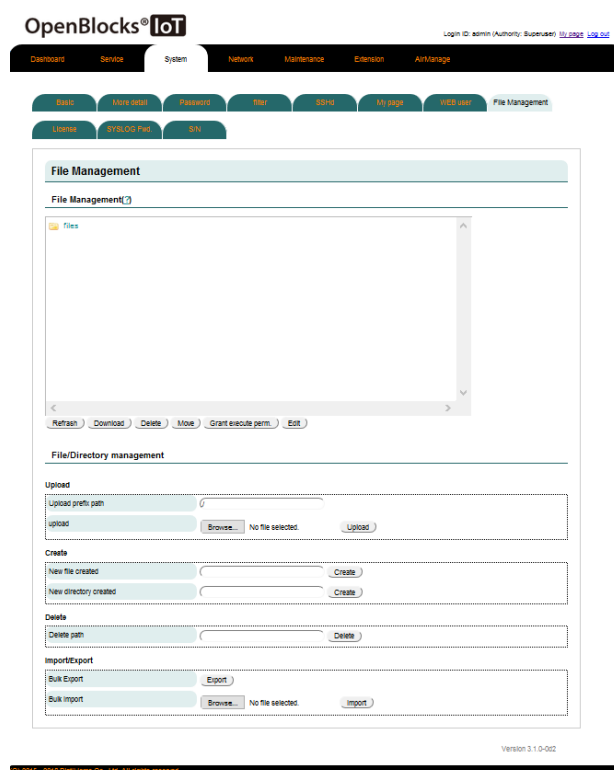 OpenBlocks® IoT
Login ID: admin (Authority: Superuser) My page Log out
Dashboard Service System Network Maintenance Extension AirManage
Basic More detail Password filter SSHd My page WEB user File Management
License SYSLOG Fwd. S/N
File Management
File Management(?)
files
Refrash Download Delete Move Grant execute perm. Edit
File/Directory management
Upload
Upload prefix path /
upload Browse... No file selected. Upload
Create
New file created Create
New directory created Create
Delete
Delete path Delete
Import/Export
Bulk Export Export
Bulk Import Browse... No file selected. Import
Version 3.1.0-0d2